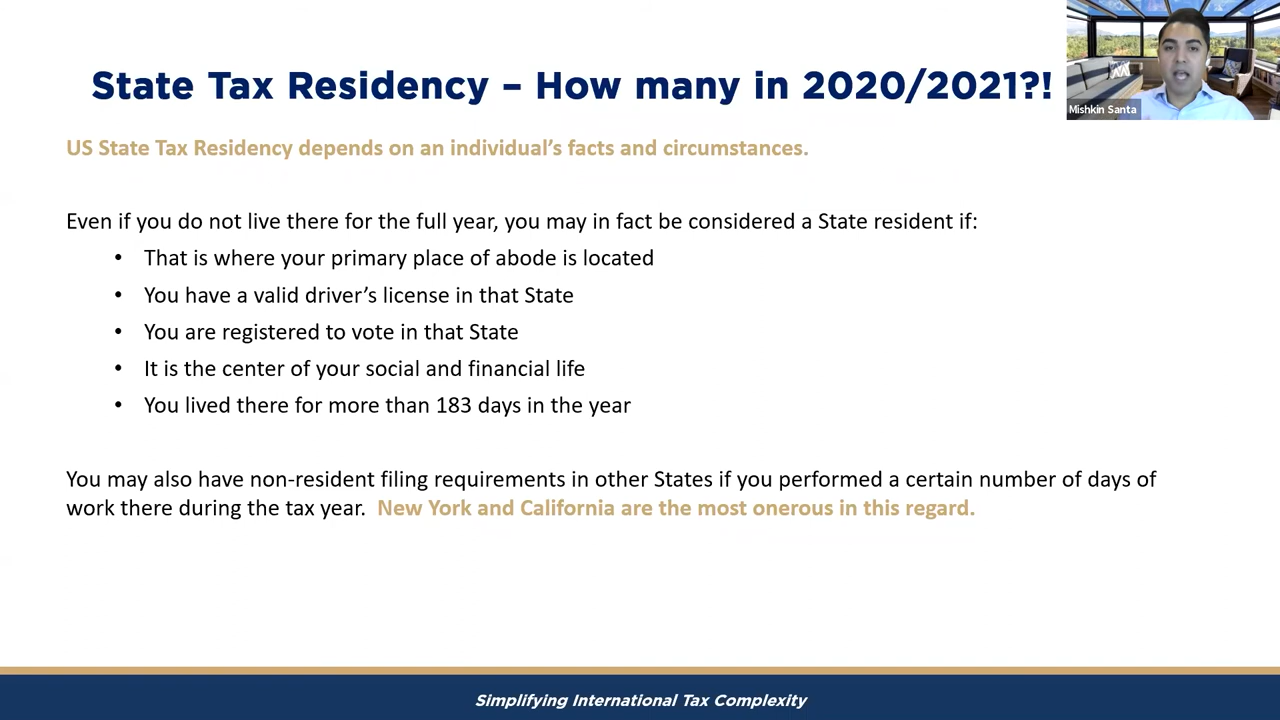 State Tax Residency – How many in 2020/2021?!
Mishkin Santa
US State Tax Residency depends on an individual's facts and circumstances.
Even if you do not live there for the full year, you may in fact be considered a State resident if:
• That is where your primary place of abode is located
• You have a valid driver's license in that State
• You are registered to vote in that State
• It is the center of your social and financial life
• You lived there for more than 183 days in the year
You may also have non-resident filing requirements in other States if you performed a certain number of days of
work there during the tax year.  New York and California are the most onerous in this regard.
Simplifying International Tax Complexity